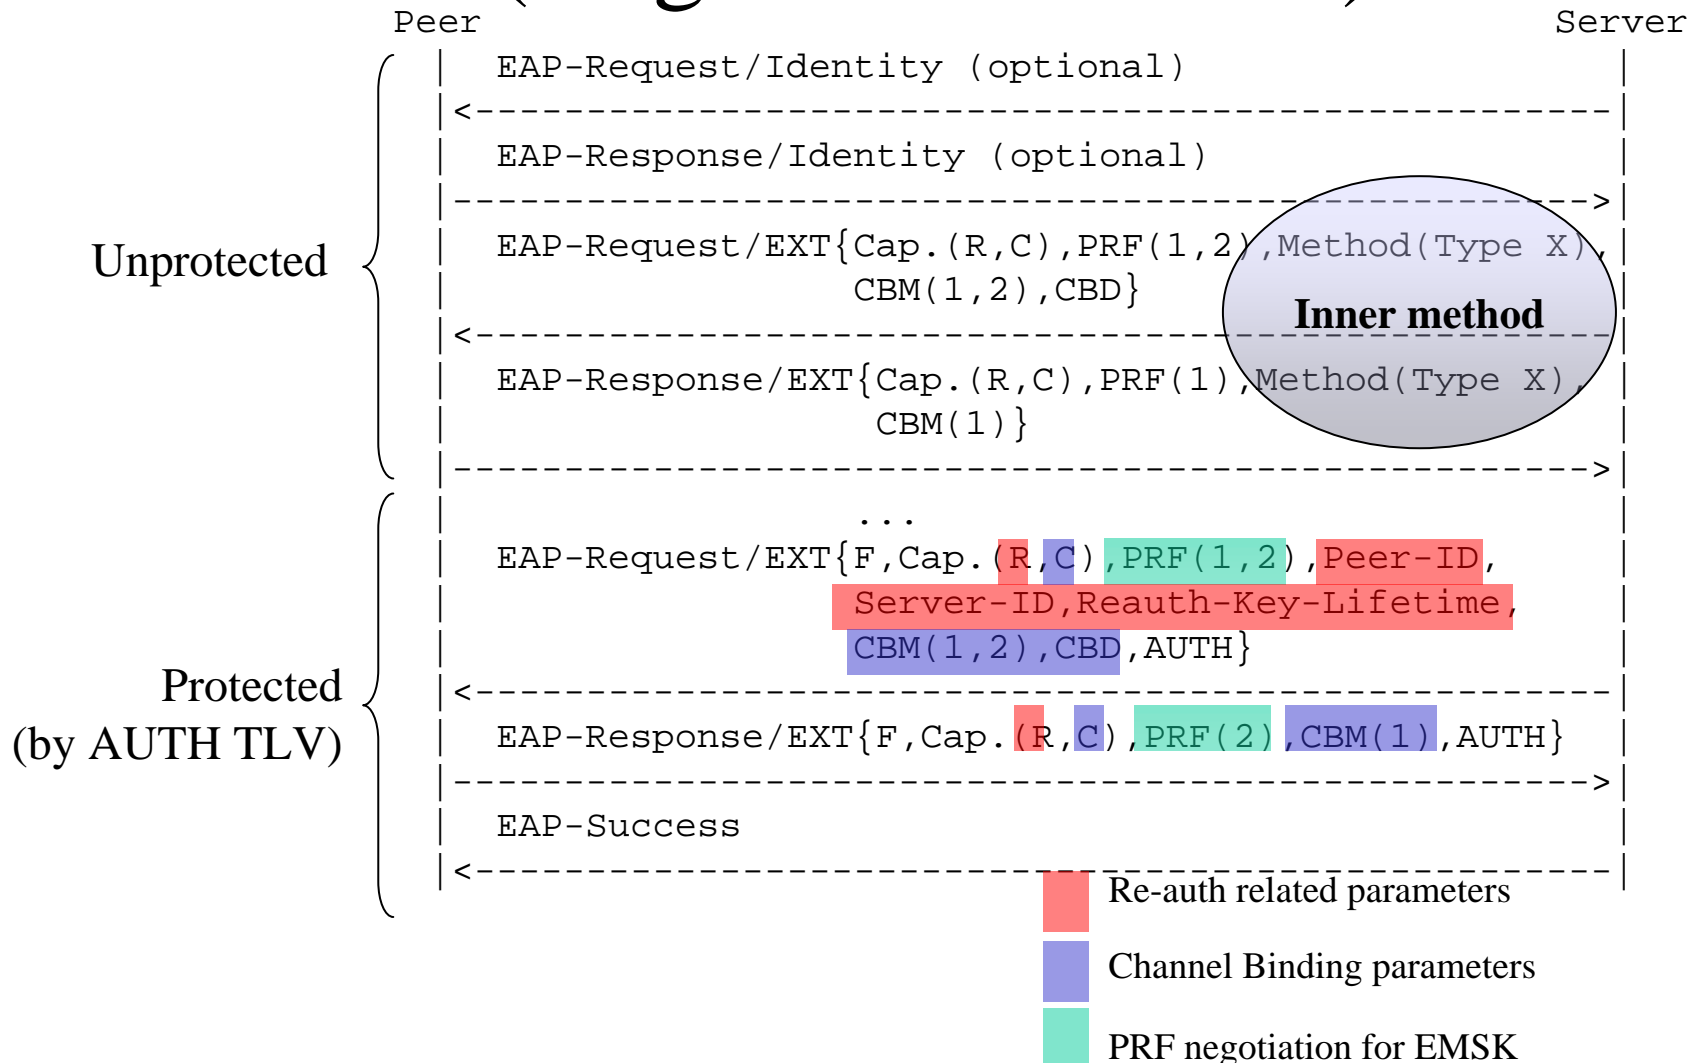 Peer Server
EAP-Request/Identity (optional)
<----------------------------------------------------
EAP-Response/Identity (optional)
---------------------------------------------------->
Unprotected
EAP-Request/EXT{Cap.(R,C),PRF(1,2),Method(Type X),
CBM(1,2),CBD}
Inner method
<----------------------------------------------------
EAP-Response/EXT{Cap.(R,C),PRF(1),Method(Type X),
CBM(1)}
---------------------------------------------------->
...
EAP-Request/EXT{F,Cap.(R,C),PRF(1,2),Peer-ID,
Server-ID,Reauth-Key-Lifetime,
CBM(1,2),CBD,AUTH}
Protected
(by AUTH TLV)
<----------------------------------------------------
EAP-Response/EXT{F,Cap.(R,C),PRF(2),CBM(1),AUTH}
---------------------------------------------------->
EAP-Success
<----------------------------------------------------
Re-auth related parameters
Channel Binding parameters
PRF negotiation for EMSK